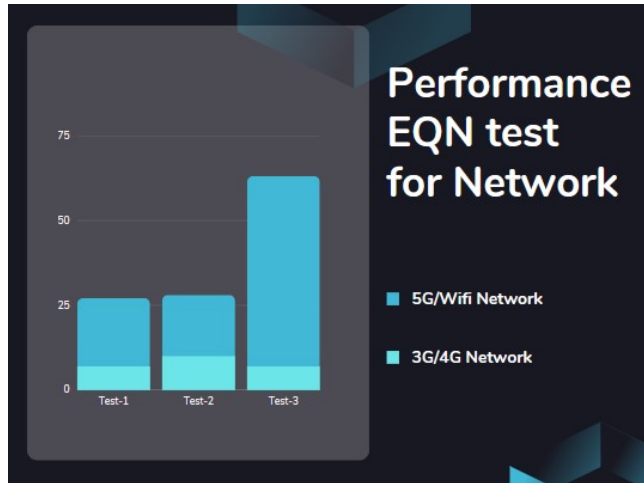 Performance
EQN test
for Network
75
50
25
0
Test-1 Test-2 Test-3
5G/Wifi Network
3G/4G Network